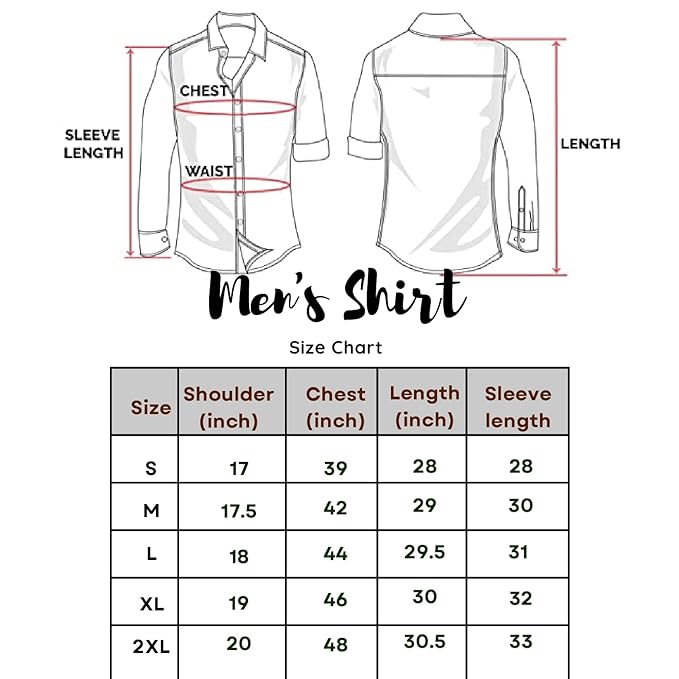 SLEEVE
LENGTH
CHEST
WAIST
LENGTH
Men's Shirt
Size Chart
Size Shoulder (inch) Chest (inch) Length (inch) Sleeve length
S 17 39 28 28
M 17.5 42 29 30
L 18 44 29.5 31
XL 19 46 30 32
2XL 20 48 30.5 33